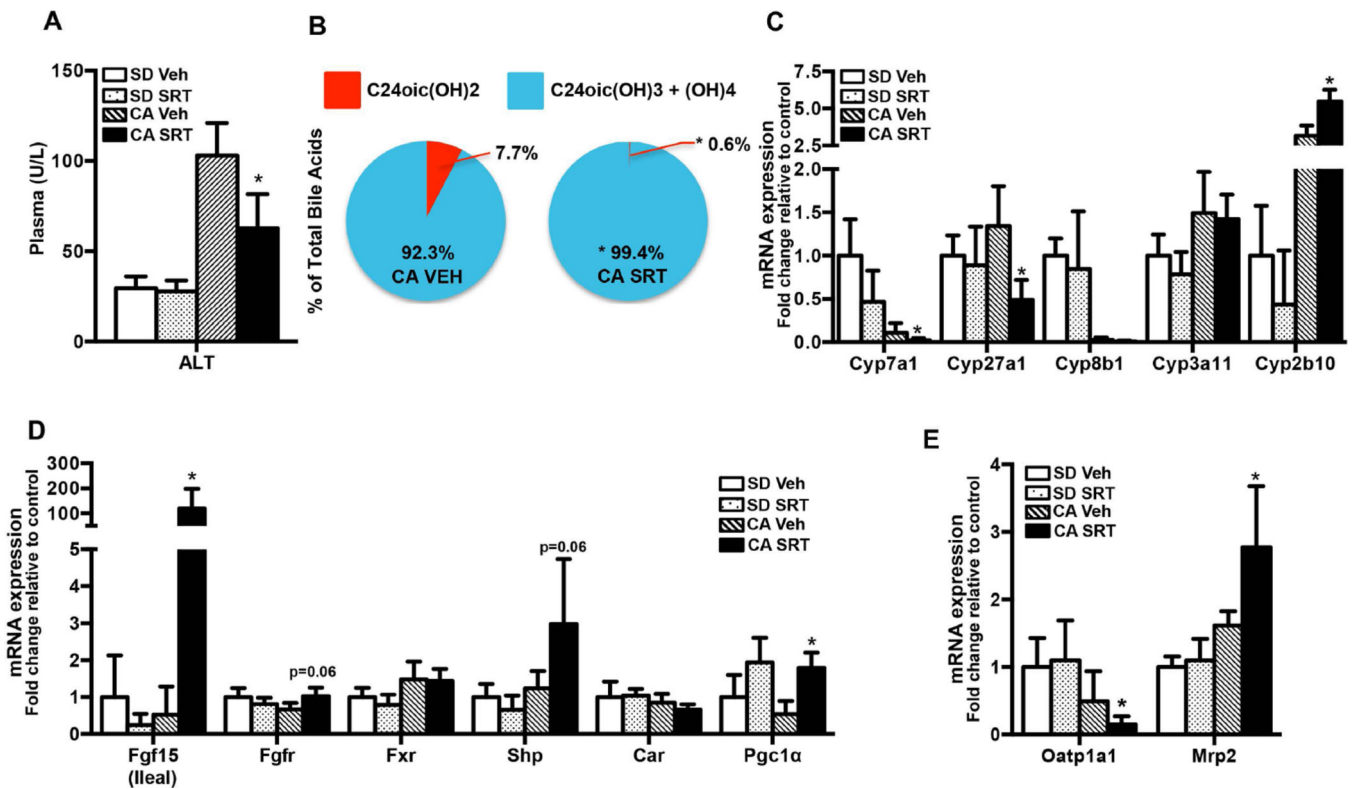 A
Plasma (U/L)
150
100
50
0
SD Veh
SD SRT
CA Veh
CA SRT
*
ALT
B
C24oic(OH)2
C24oic(OH)3 + (OH)4
% of Total Bile Acids
7.7%
92.3%
CA VEH
* 0.6%
* 99.4%
CA SRT
C
mRNA expression
Fold change relative to control
7.5
5.0
2.5
2.0
1.5
1.0
0.5
0.0
SD Veh
SD SRT
CA Veh
CA SRT
*
*
*
Cyp7a1 Cyp27a1 Cyp8b1 Cyp3a11 Cyp2b10
D
mRNA expression
Fold change relative to control
300
200
100
5
4
3
2
1
0
*
p=0.06
p=0.06
*
SD Veh
SD SRT
CA Veh
CA SRT
Fgf15 Fgfr Fxr Shp Car Pgc1α
(Ileal)
E
mRNA expression
Fold change relative to control
4
3
2
1
0
SD Veh
SD SRT
CA Veh
CA SRT
*
*
Oatp1a1 Mrp2